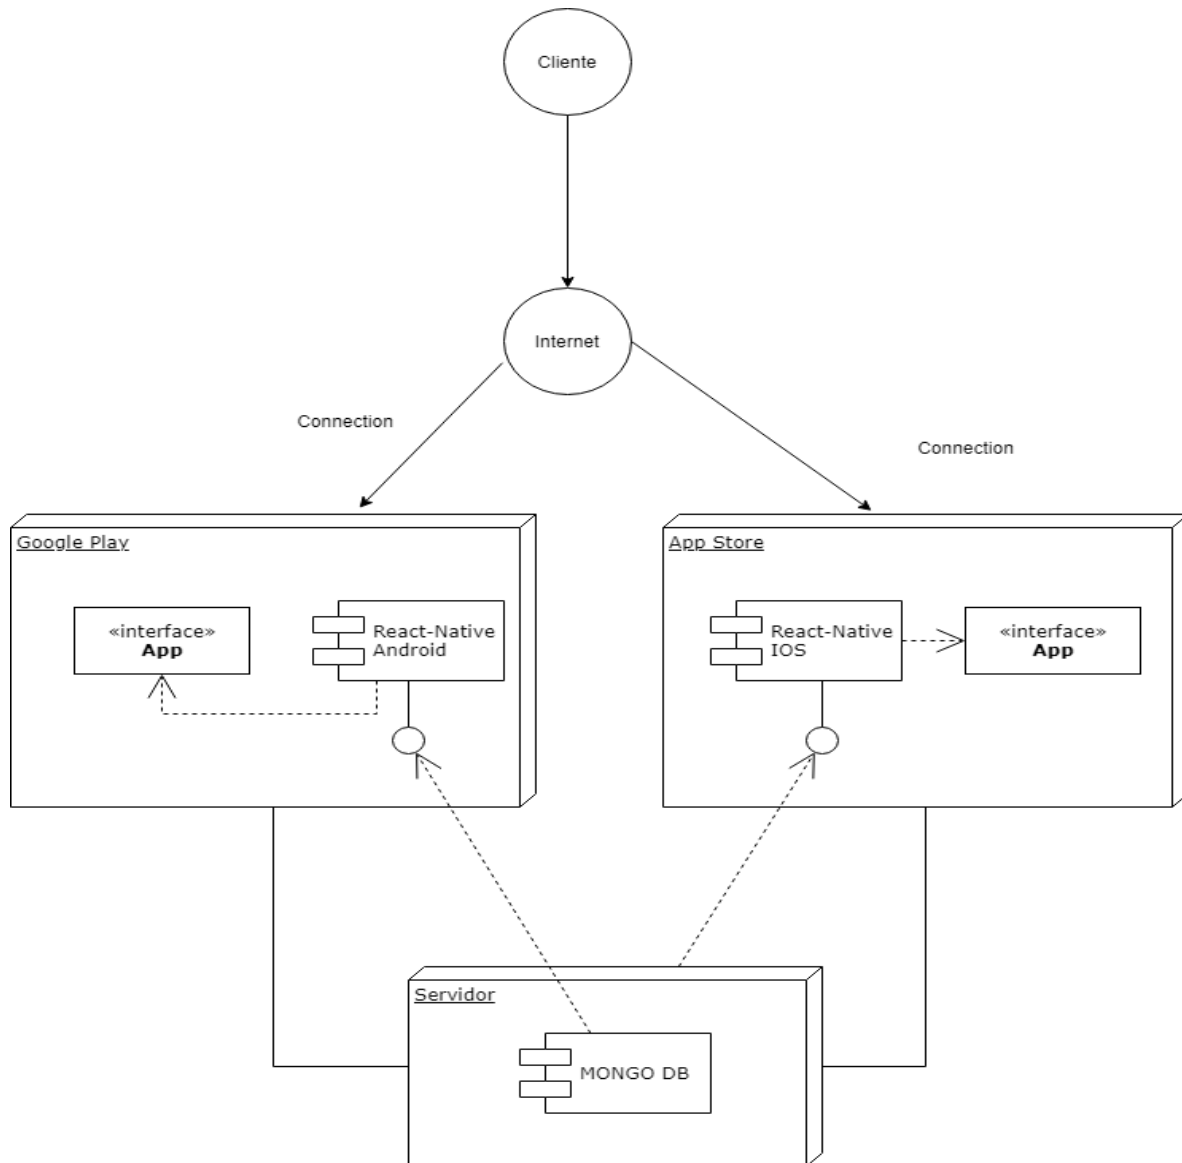 Cliente
Internet
Connection
Connection
Google Play
«interface»
App
React-Native
Android
App Store
React-Native
IOS
«interface»
App
Servidor
MONGO DB